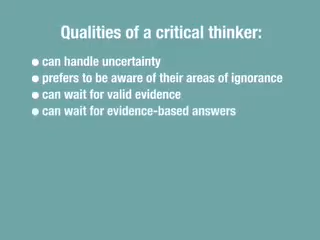 Qualities of a critical thinker:
● can handle uncertainty
● prefers to be aware of their areas of ignorance
● can wait for valid evidence
● can wait for evidence-based answers